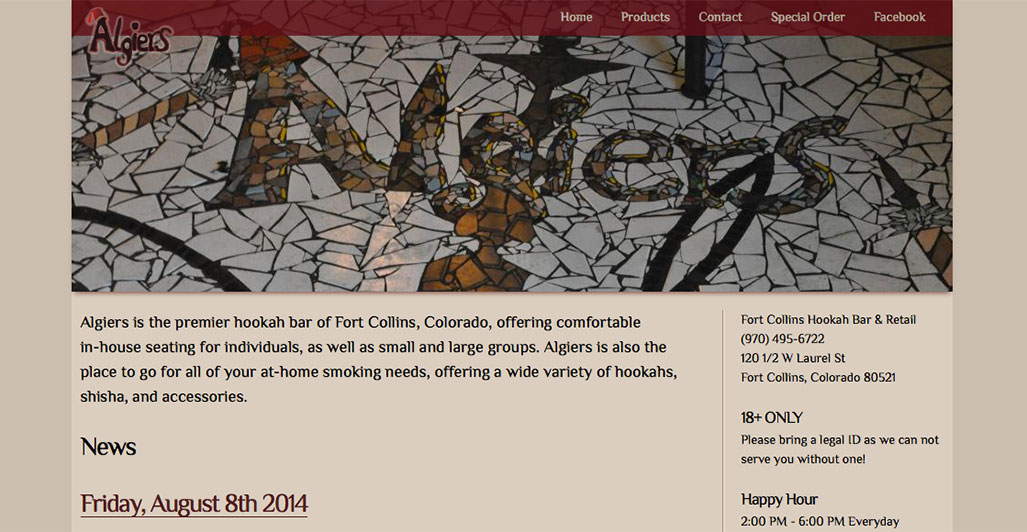 Algiers
Home Products Contact Special Order Facebook
Algiers
Algiers is the premier hookah bar of Fort Collins, Colorado, offering comfortable
in-house seating for individuals, as well as small and large groups. Algiers is also the
place to go for all of your at-home smoking needs, offering a wide variety of hookahs,
shisha, and accessories.
News
Friday, August 8th 2014
Fort Collins Hookah Bar & Retail
(970) 495-6722
120 1/2 W Laurel St
Fort Collins, Colorado 80521
18+ ONLY
Please bring a legal ID as we can not
serve you without one!
Happy Hour
2:00 PM - 6:00 PM Everyday